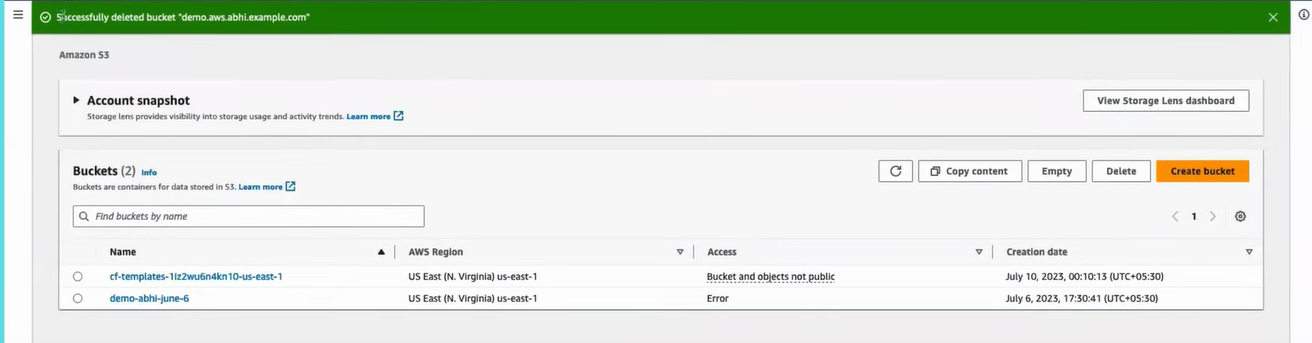 Successfully deleted bucket "demo.aws.abhi.example.com"
Amazon S3
Account snapshot
View Storage Lens dashboard
Storage lens provides visibility into storage usage and activity trends. Learn more
Buckets (2) Info
Copy content Empty Delete Create bucket
Buckets are containers for data stored in S3. Learn more
Find buckets by name
1
Name AWS Region Access Creation date
cf-templates-1iz2wu6n4kn10-us-east-1 US East (N. Virginia) us-east-1 Bucket and objects not public July 10, 2023, 00:10:13 (UTC+05:30)
demo-abhi-june-6 US East (N. Virginia) us-east-1 Error July 6, 2023, 17:30:41 (UTC+05:30)